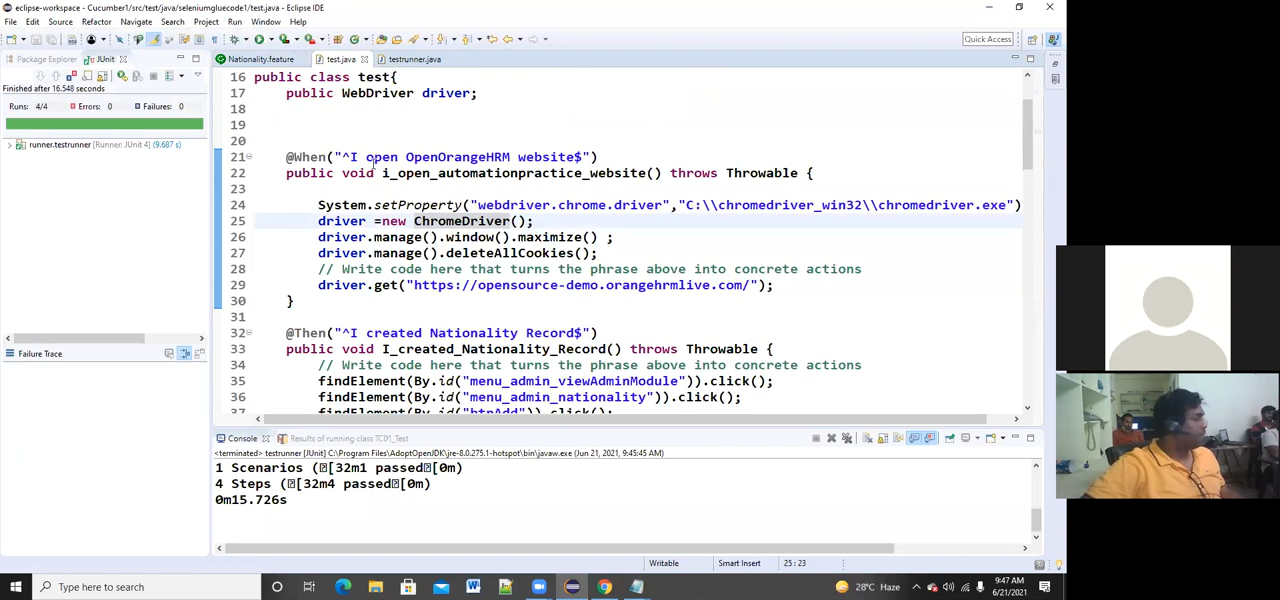 eclipse-workspace - Cucumber1/src/test/java/seleniumgluecode1/test.java - Eclipse IDE
File Edit Source Refactor Navigate Search Project Run Window Help
Quick Access
Package Explorer JUnit
Nationality.feature test.java testrunner.java
Finished after 16.548 seconds
Runs: 4/4 Errors: 0 Failures: 0
runner.testrunner [Runner: JUnit 4] (9.687 s)
16 public class test{
17 public WebDriver driver;
18
19
20
21 @When("^I open OpenOrangeHRM website$")
22 public void i_open_automationpractice_website() throws Throwable {
23
24 System.setProperty("webdriver.chrome.driver","C:\\chromedriver_win32\\chromedriver.exe")
25 driver =new ChromeDriver();
26 driver.manage().window().maximize() ;
27 driver.manage().deleteAllCookies();
28 // Write code here that turns the phrase above into concrete actions
29 driver.get("https://opensource-demo.orangehrmlive.com/");
30 }
31
32 @Then("^I created Nationality Record$")
33 public void I_created_Nationality_Record() throws Throwable {
34 // Write code here that turns the phrase above into concrete actions
35 findElement(By.id("menu_admin_viewAdminModule")).click();
36 findElement(By.id("menu_admin_nationality")).click();
37 findElement(By.id("btnAdd")).click();
Failure Trace
Console Results of running class TC01_Test
<terminated> testrunner [JUnit] C:\Program Files\AdoptOpenJDK\jre-8.0.275.1-hotspot\bin\javaw.exe (Jun 21, 2021, 9:45:45 AM)
1 Scenarios ([32m1 passed[0m)
4 Steps ([32m4 passed[0m)
0m15.726s
Writable Smart Insert 25 : 23
Type here to search
28°C Haze
9:47 AM
6/21/2021